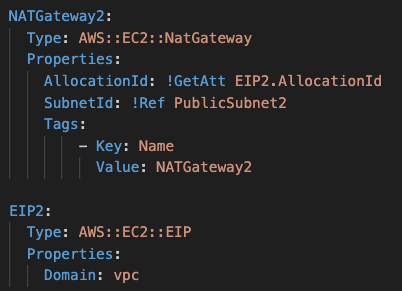 NATGateway2:
  Type: AWS::EC2::NatGateway
  Properties:
    AllocationId: !GetAtt EIP2.AllocationId
    SubnetId: !Ref PublicSubnet2
    Tags:
        - Key: Name
          Value: NATGateway2

EIP2:
  Type: AWS::EC2::EIP
  Properties:
    Domain: vpc